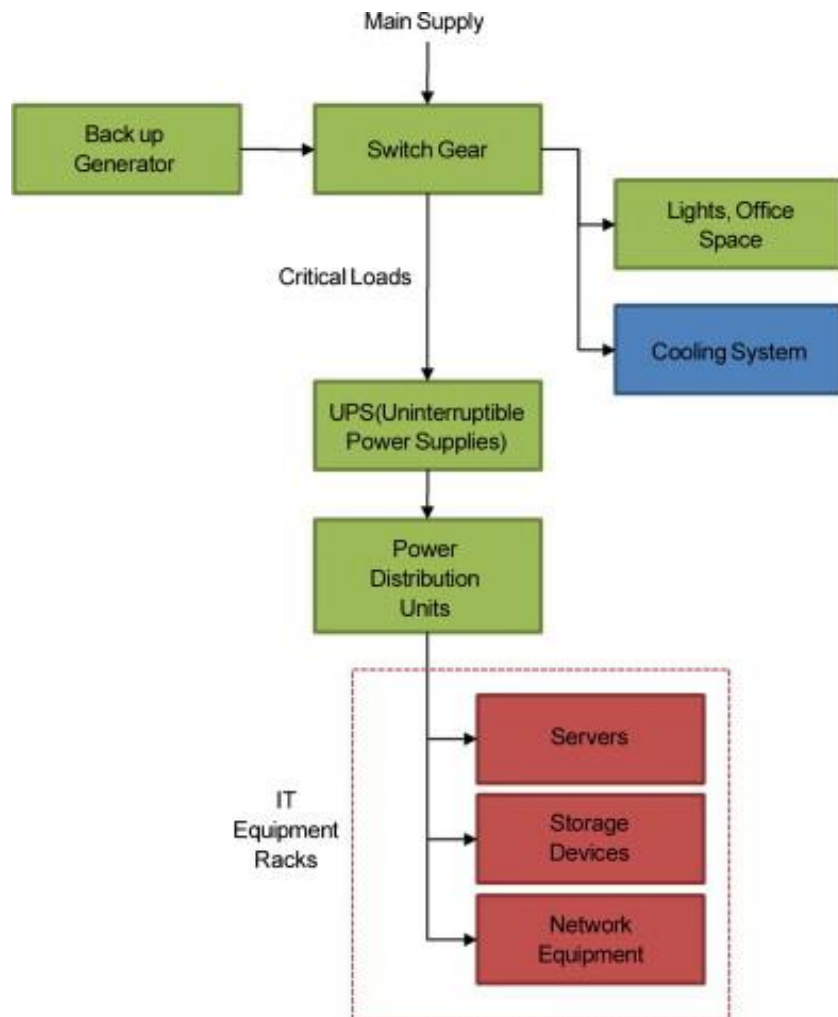 Main Supply
Back up
Generator
Switch Gear
Lights, Office
Space
Critical Loads
Cooling System
UPS(Uninterruptible
Power Supplies)
Power
Distribution
Units
Servers
IT
Equipment
Racks
Storage
Devices
Network
Equipment